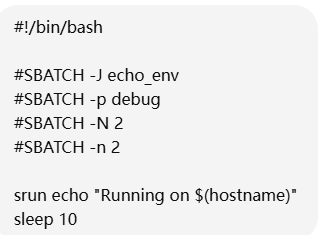 #!/bin/bash
#SBATCH -J echo_env
#SBATCH -p debug
#SBATCH -N 2
#SBATCH -n 2
srun echo "Running on $(hostname)"
sleep 10